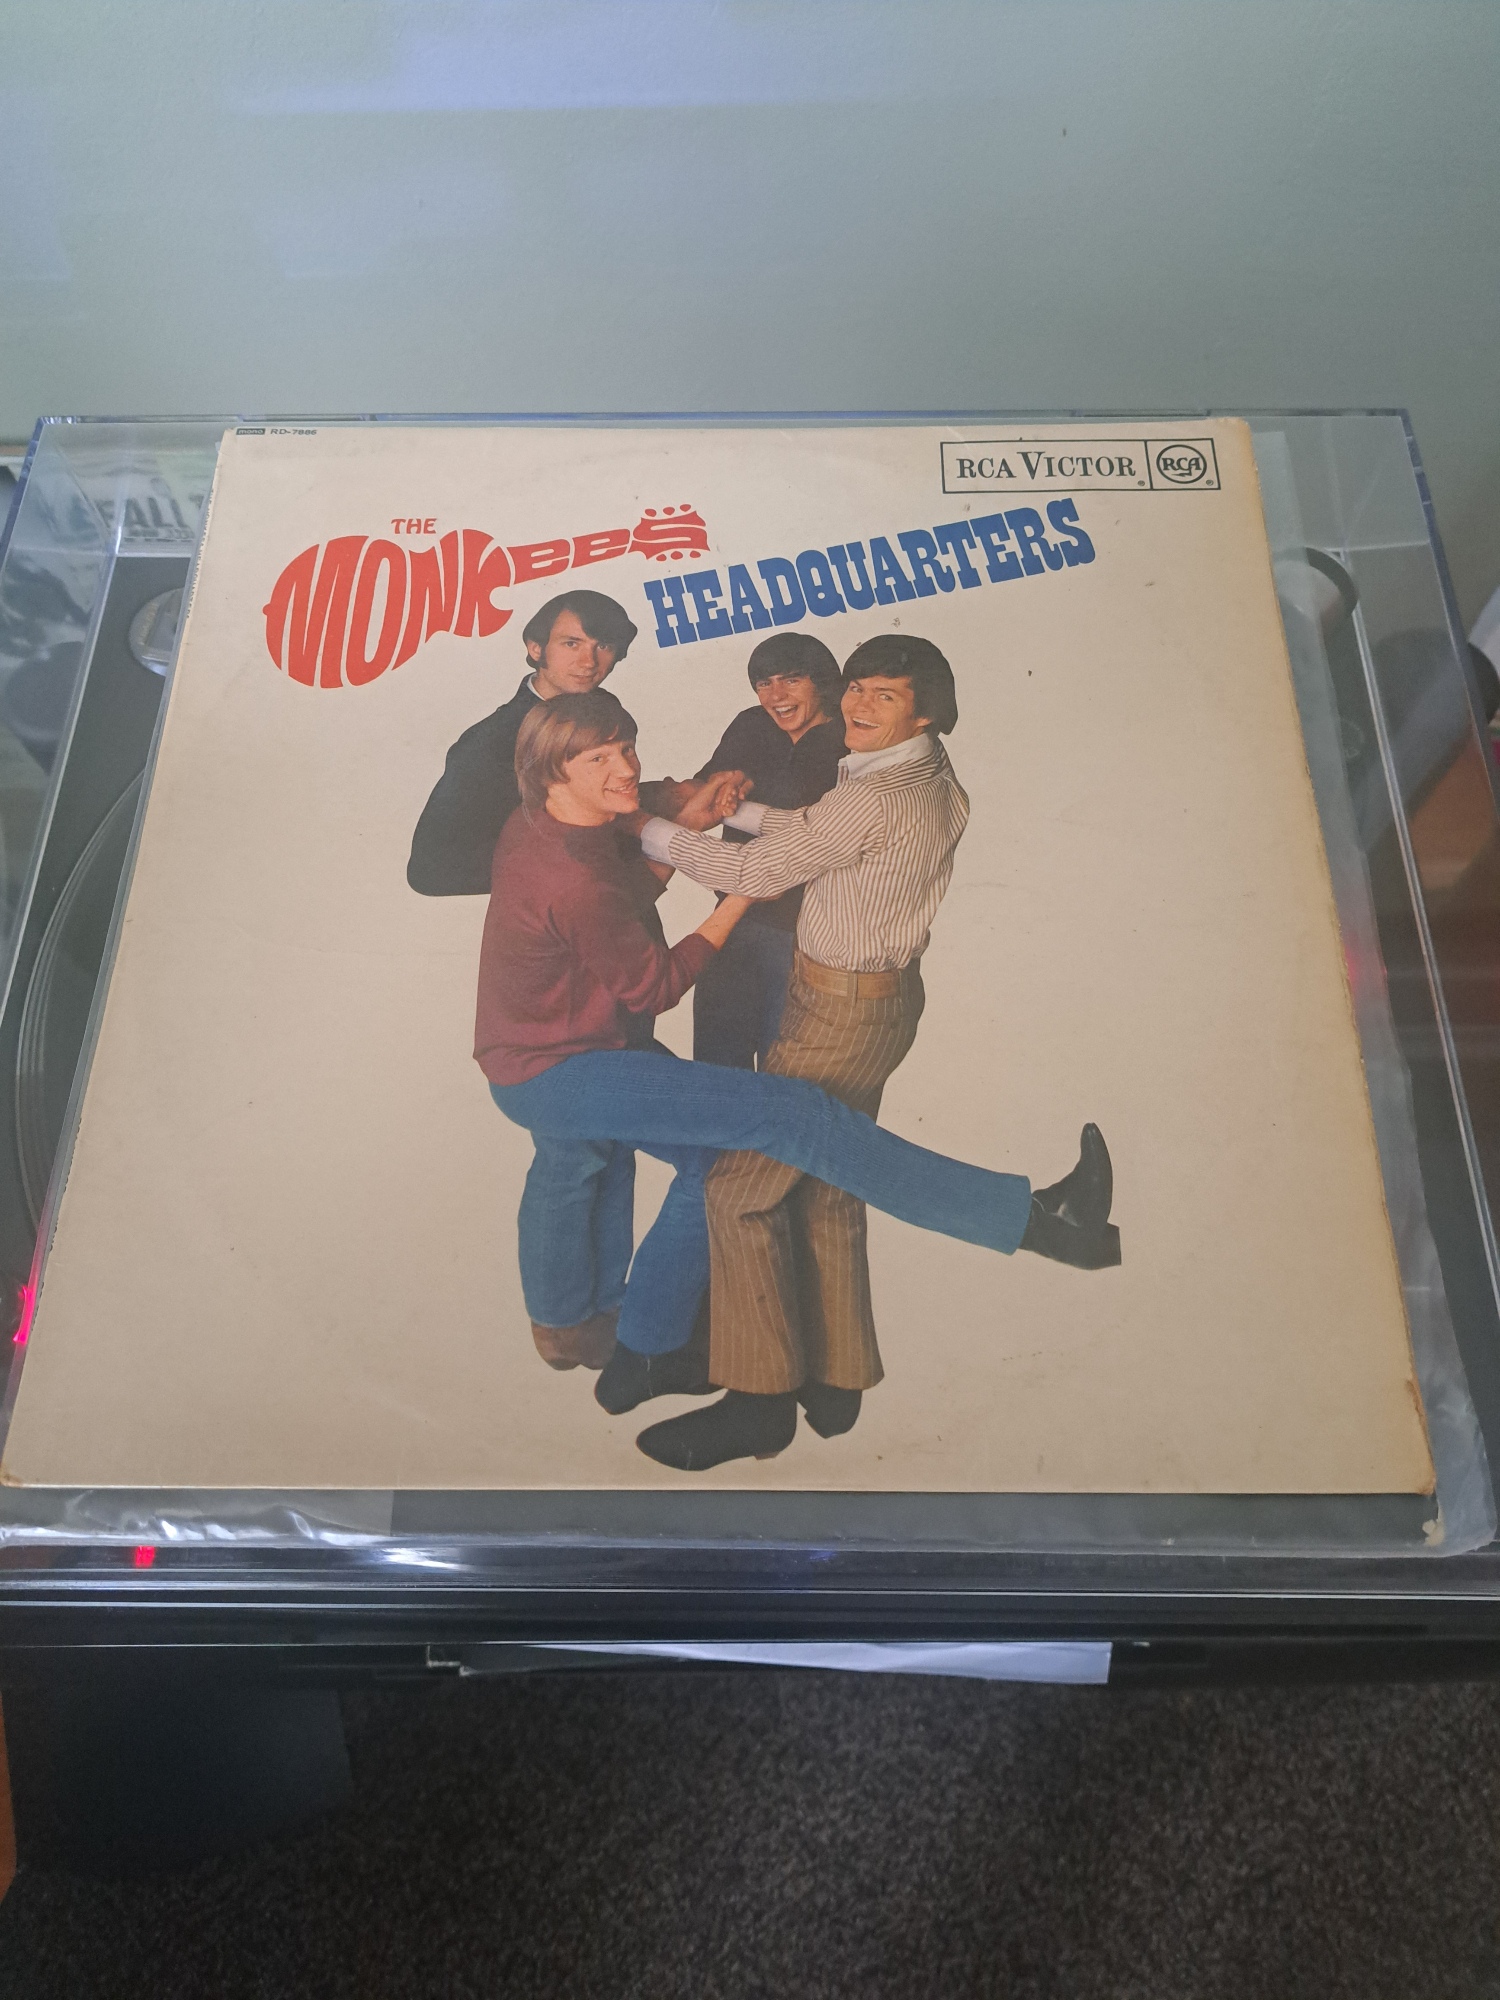 mono RD-7886
RCA VICTOR ® RCA ®
THE
MONKEES
HEADQUARTERS